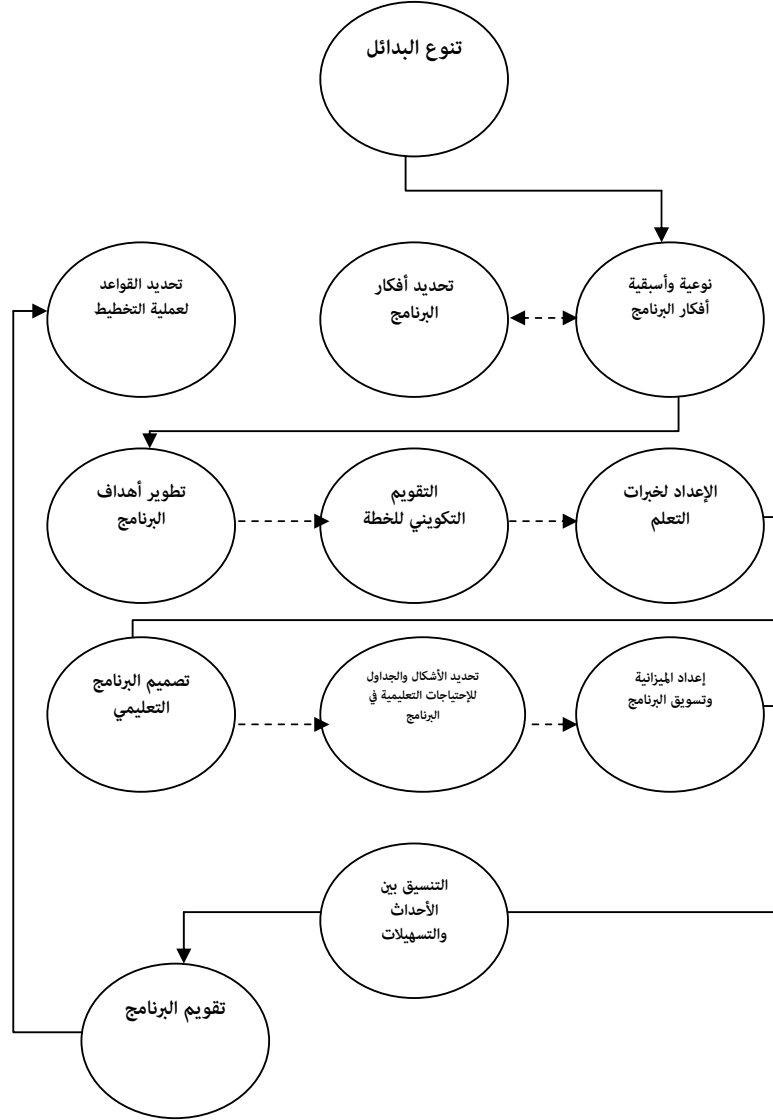 تنوع البدائل
نوعية وأسبقية
أفكار البرنامج
تحديد أفكار
البرنامج
تحديد القواعد
لعملية التخطيط
تطوير أهداف
البرنامج
التقويم
التكويني للخطة
الإعداد لخبرات
التعلم
تصميم البرنامج
التعليمي
تحديد الأشكال والجداول
للإحتياجات التعليمية في
البرنامج
إعداد الميزانية
وتسويق البرنامج
التنسيق بين
الأحداث
والتسهيلات
تقويم البرنامج